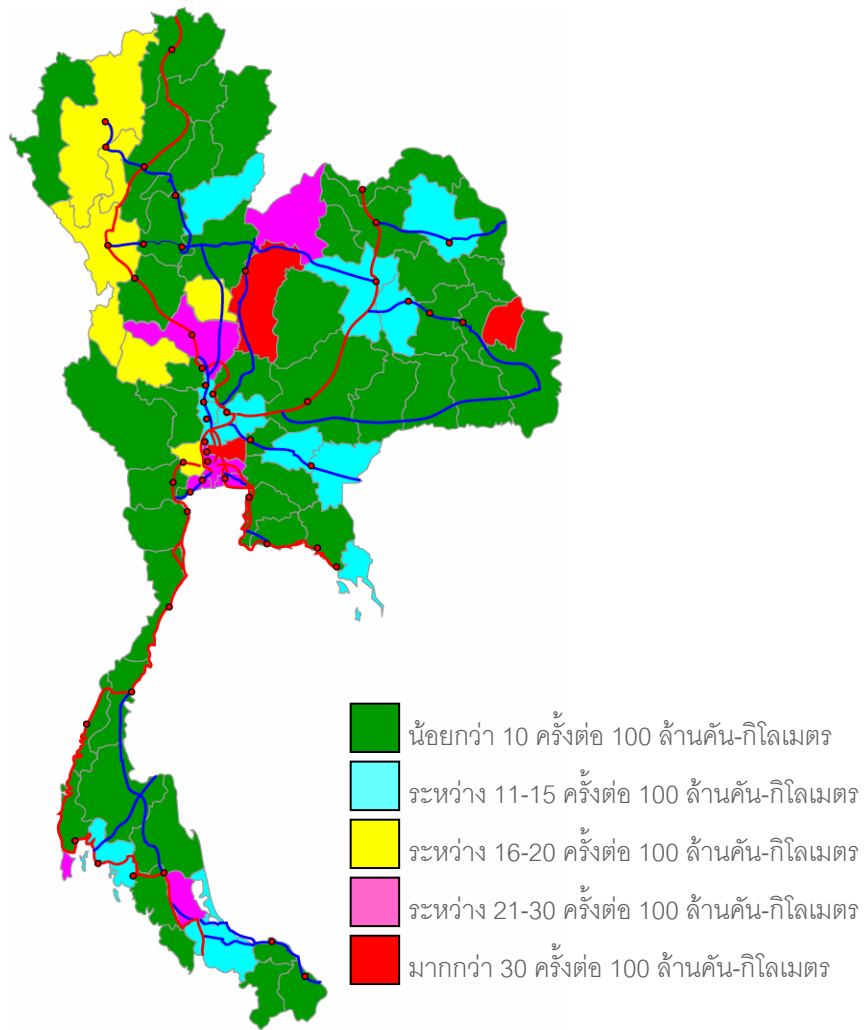 น้อยกว่า 10 ครั้งต่อ 100 ล้านคัน-กิโลเมตร
ระหว่าง 11-15 ครั้งต่อ 100 ล้านคัน-กิโลเมตร
ระหว่าง 16-20 ครั้งต่อ 100 ล้านคัน-กิโลเมตร
ระหว่าง 21-30 ครั้งต่อ 100 ล้านคัน-กิโลเมตร
มากกว่า 30 ครั้งต่อ 100 ล้านคัน-กิโลเมตร